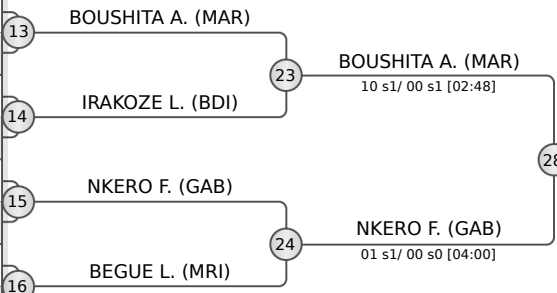 13
BOUSHITA A. (MAR)
23
BOUSHITA A. (MAR)
10 s1/ 00 s1 [02:48]
14
IRAKOZE L. (BDI)
28
15
NKERO F. (GAB)
24
NKERO F. (GAB)
01 s1/ 00 s0 [04:00]
16
BEGUE L. (MRI)